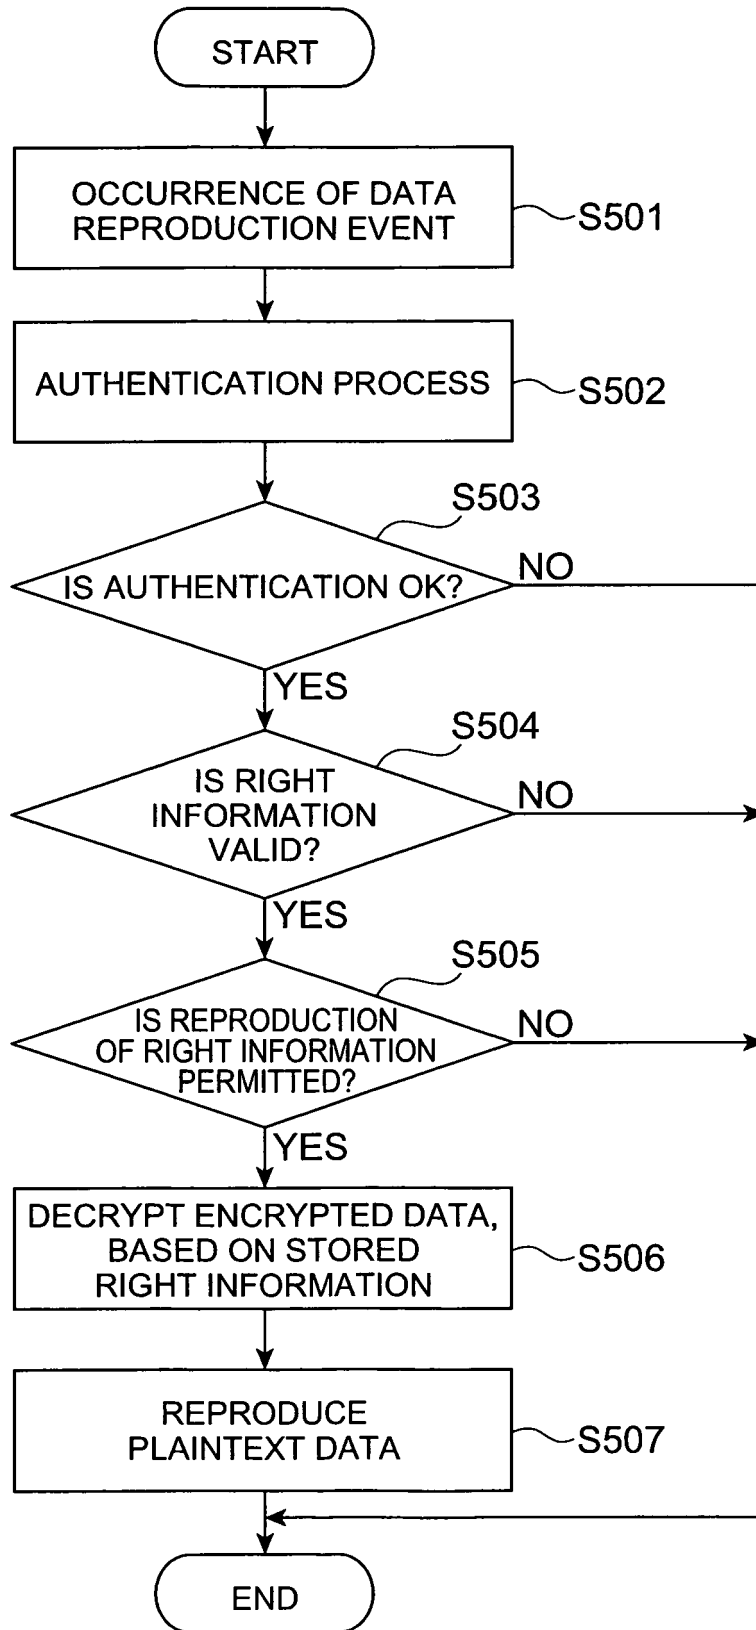 START
OCCURRENCE OF DATA
REPRODUCTION EVENT
S501
AUTHENTICATION PROCESS
S502
S503
IS AUTHENTICATION OK?
NO
YES
S504
IS RIGHT
INFORMATION
VALID?
NO
YES
S505
IS REPRODUCTION
OF RIGHT INFORMATION
PERMITTED?
NO
YES
DECRYPT ENCRYPTED DATA,
BASED ON STORED
RIGHT INFORMATION
S506
REPRODUCE
PLAINTEXT DATA
S507
END